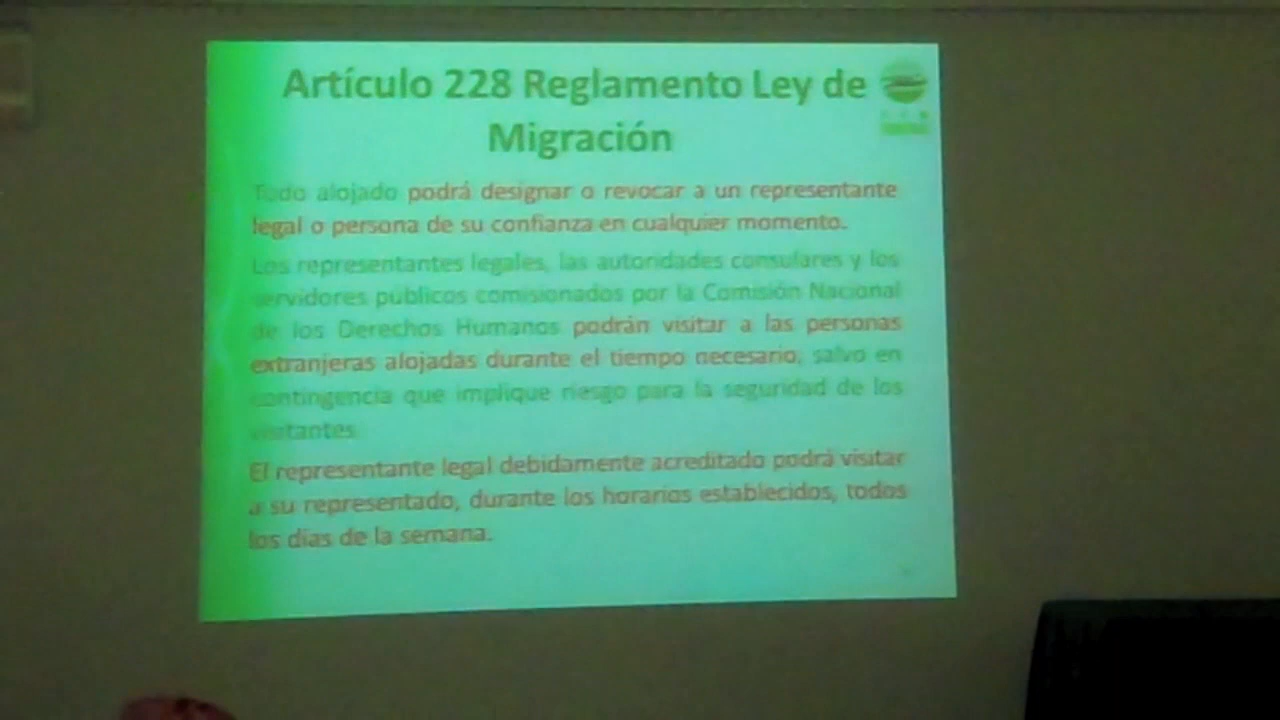 Artículo 228 Reglamento Ley de
Migración
Todo alojado podrá designar o revocar a un representante
legal o persona de su confianza en cualquier momento.
Los representantes legales, las autoridades consulares y los
servidores públicos comisionados por la Comisión Nacional
de los Derechos Humanos podrán visitar a las personas
extranjeras alojadas durante el tiempo necesario, salvo en
contingencia que implique riesgo para la seguridad de los
visitantes.
El representante legal debidamente acreditado podrá visitar
a su representado, durante los horarios establecidos, todos
los días de la semana.